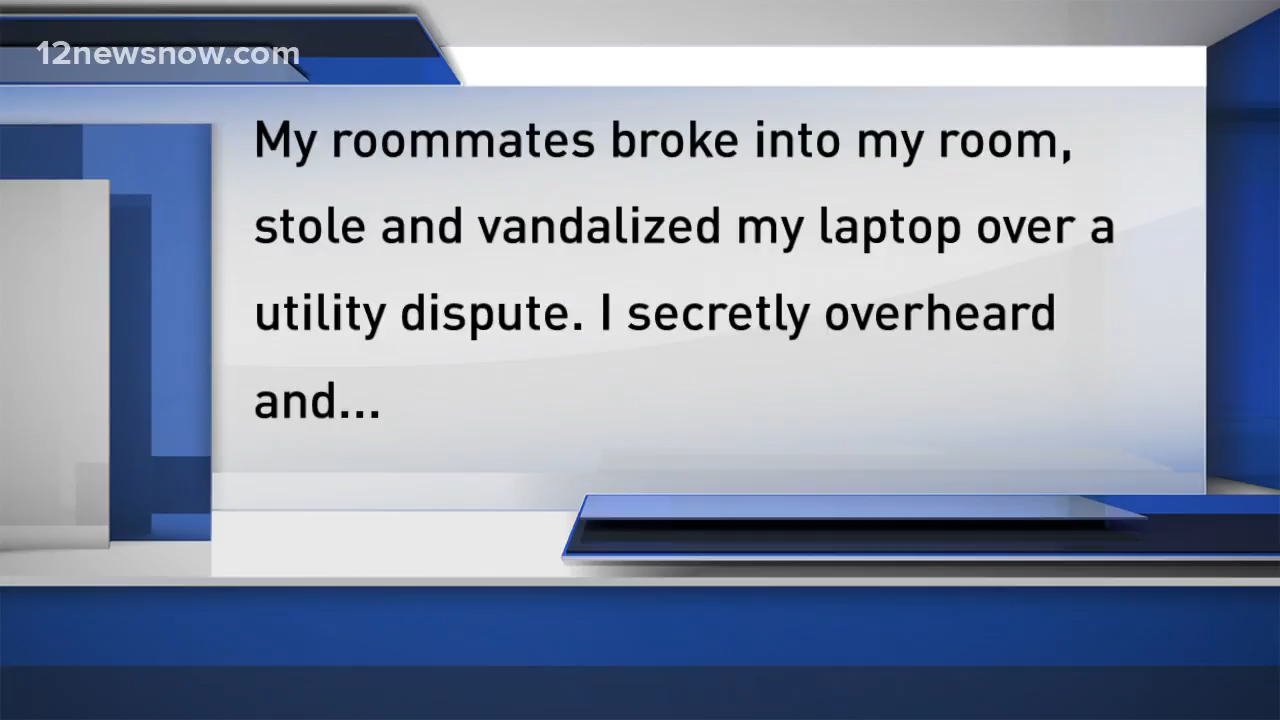 12newsnow.com
My roommates broke into my room,
stole and vandalized my laptop over a
utility dispute. I secretly overheard
and...